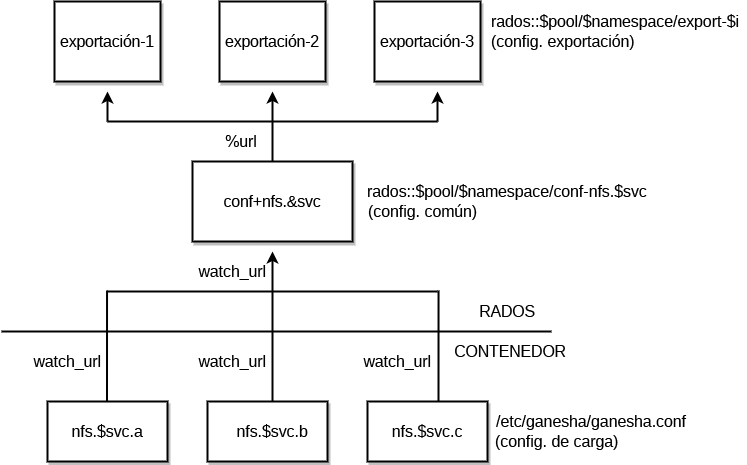 exportación-1
exportación-2
exportación-3
rados::$pool/$namespace/export-$i
(config. exportación)
%url
conf+nfs.&svc
rados::$pool/$namespace/conf-nfs.$svc
(config. común)
watch_url
RADOS
CONTENEDOR
watch_url
watch_url
watch_url
nfs.$svc.a
nfs.$svc.b
nfs.$svc.c
/etc/ganesha/ganesha.conf
(config. de carga)